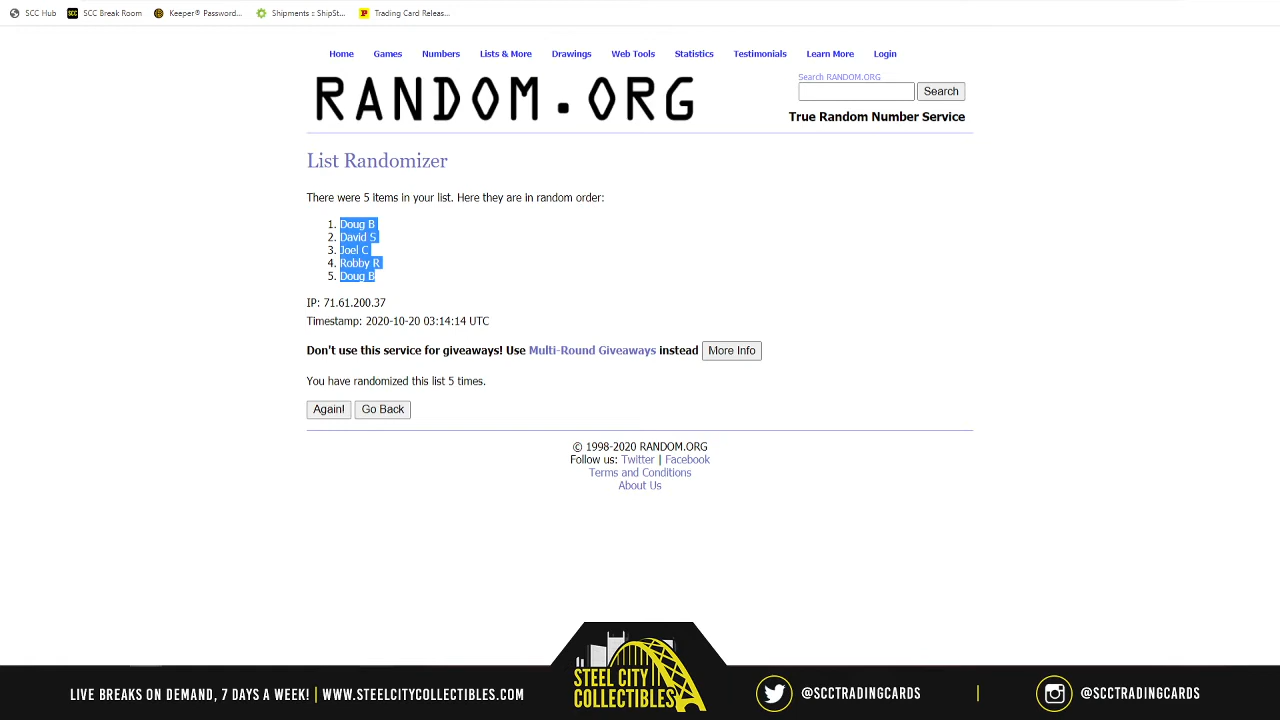 SCC Hub SCC Break Room Keeper® Password... Shipments :: ShipSt... Trading Card Releas...
Home Games Numbers Lists & More Drawings Web Tools Statistics Testimonials Learn More Login
RANDOM.ORG
Search RANDOM.ORG
Search
True Random Number Service
List Randomizer
There were 5 items in your list. Here they are in random order:
1. Doug B
2. David S
3. Joel C
4. Robby R
5. Doug B
IP: 71.61.200.37
Timestamp: 2020-10-20 03:14:14 UTC
Don't use this service for giveaways! Use Multi-Round Giveaways instead More Info
You have randomized this list 5 times.
Again! Go Back
© 1998-2020 RANDOM.ORG
Follow us: Twitter | Facebook
Terms and Conditions
About Us
LIVE BREAKS ON DEMAND, 7 DAYS A WEEK! | WWW.STEELCITYCOLLECTIBLES.COM
STEEL CITY
COLLECTIBLES
@SCCTRADINGCARDS | @SCCTRADINGCARDS